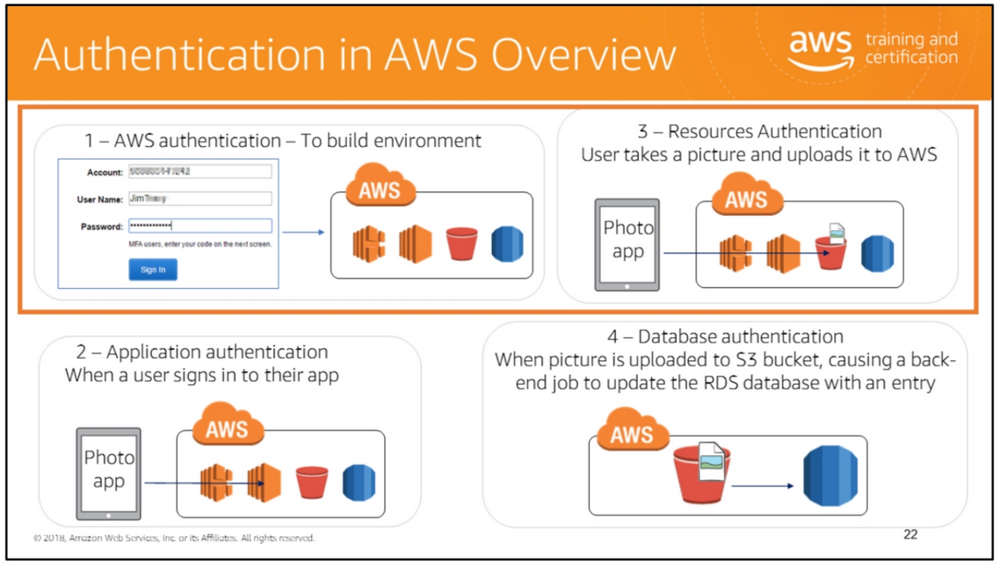 Authentication in AWS Overview
aws training and
certification
1 – AWS authentication – To build environment
Account:
User Name: Jim
Password: ••••••••••••
MFA users, enter your code on the next screen.
Sign In
AWS
3 – Resources Authentication
User takes a picture and uploads it to AWS
Photo
app
AWS
2 – Application authentication
When a user signs in to their app
Photo
app
AWS
4 – Database authentication
When picture is uploaded to S3 bucket, causing a back-
end job to update the RDS database with an entry
AWS
© 2018, Amazon Web Services, Inc. or its Affiliates. All rights reserved.
22